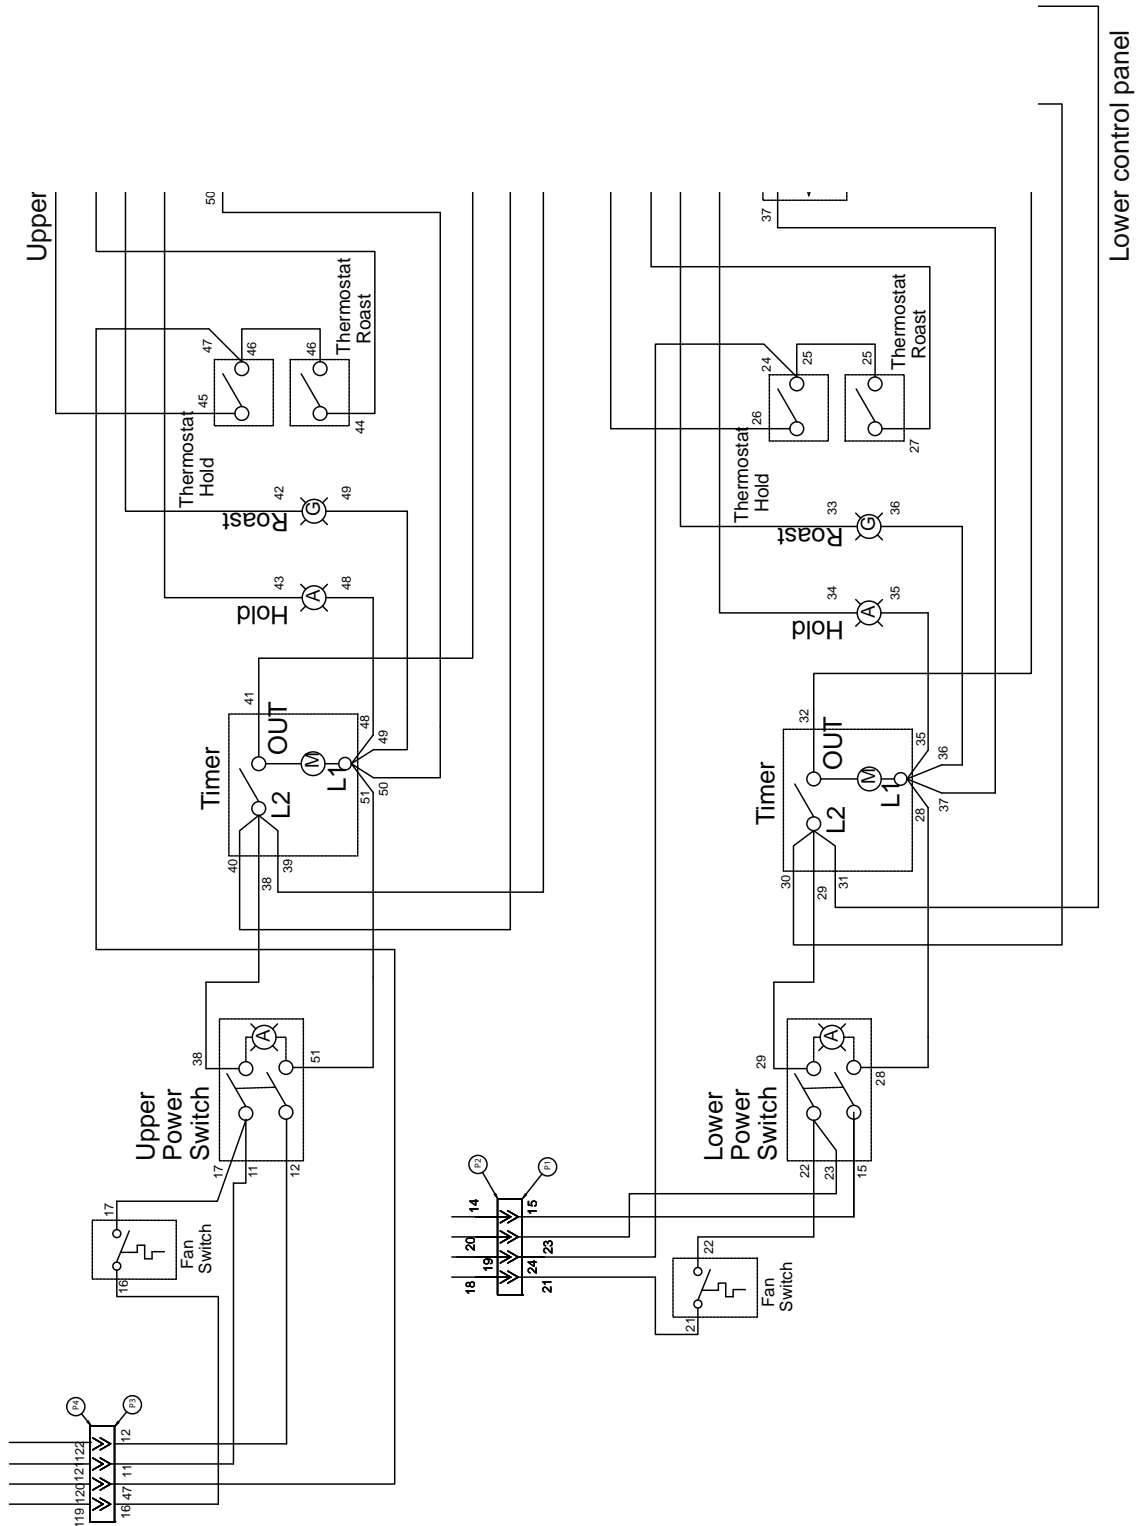 Upper
50
47
46
46
45
44
Thermostat
Roast
Thermostat
Hold
42
49
Roast
G
43
48
Hold
A
41
Timer
OUT
M
L1
L2
48
49
50
51
40
38
39
38
51
A
Upper
Power
Switch
17
11
12
17
16
Fan
Switch
P4
P3
122
121
120
119
12
11
47
16
Lower control panel
37
24
25
25
26
27
Thermostat
Roast
Thermostat
Hold
33
36
Roast
G
34
35
Hold
A
32
Timer
OUT
M
L1
L2
35
36
37
28
30
29
31
29
28
A
Lower
Power
Switch
22
23
15
P2
P1
14
20
19
18
15
23
24
21
22
21
Fan
Switch